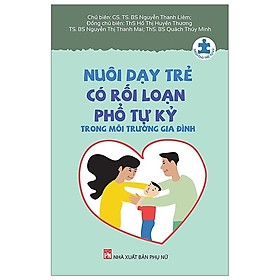 Chủ biên: GS. TS. BS Nguyễn Thanh Liêm;
Đồng chủ biên: ThS Hồ Thị Huyền Thương
TS. BS Nguyễn Thị Thanh Mai; ThS. BS Quách Thúy Minh
NUÔI DẠY TRẺ
CÓ RỐI LOẠN
PHỔ TỰ KỶ
TRONG MÔI TRƯỜNG GIA ĐÌNH
NHÀ XUẤT BẢN PHỤ NỮ